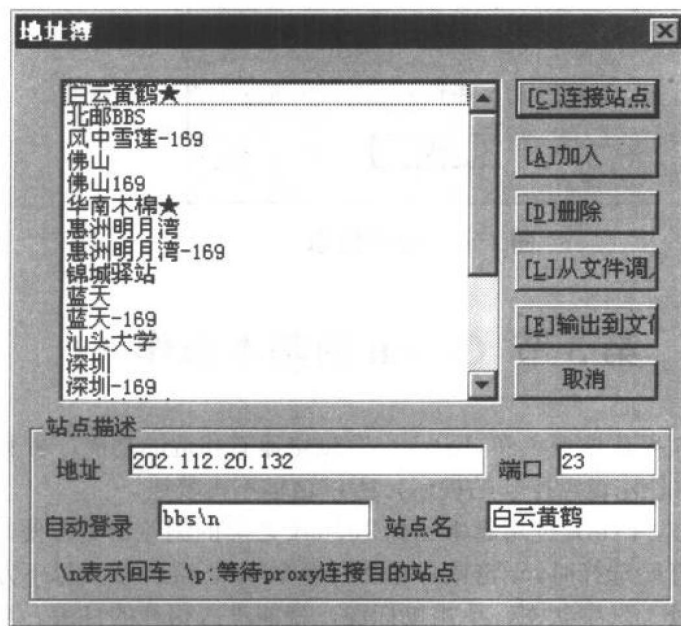 地址簿
白云黄鹤★
北邮BBS
风中雪莲-169
佛山
佛山169
华南木棉★
惠洲明月湾
惠洲明月湾-169
锦城驿站
蓝天
蓝天-169
汕头大学
深圳
深圳-169
[C]连接站点
[A]加入
[D]删除
[L]从文件调
[E]输出到文
取消
站点描述
地址 202.112.20.132 端口 23
自动登录 bbs\n 站点名 白云黄鹤
\n表示回车 \p:等待proxy连接目的站点